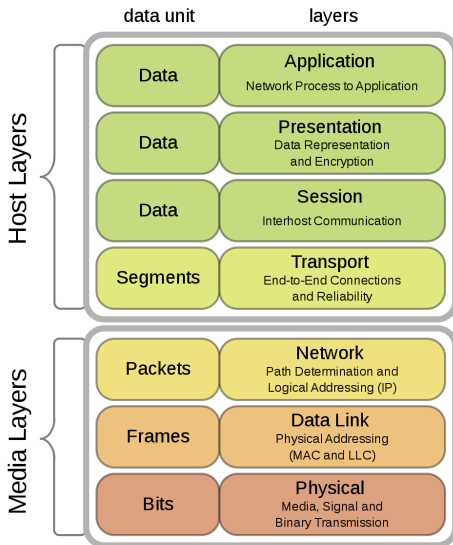 data unit layers
Host Layers
Data
Application
Network Process to Application
Data
Presentation
Data Representation
and Encryption
Data
Session
Interhost Communication
Segments
Transport
End-to-End Connections
and Reliability
Media Layers
Packets
Network
Path Determination and
Logical Addressing (IP)
Frames
Data Link
Physical Addressing
(MAC and LLC)
Bits
Physical
Media, Signal and
Binary Transmission